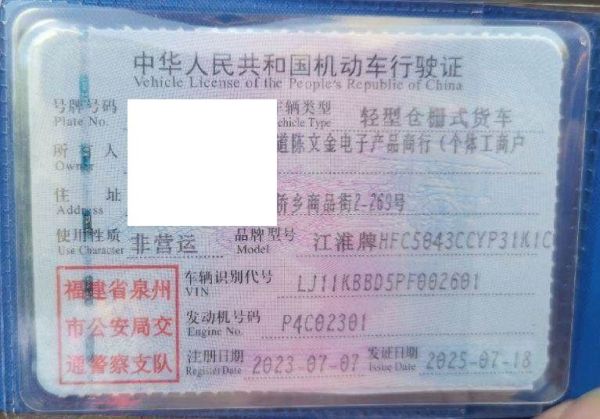 中华人民共和国机动车行驶证
Vehicle License of the People's Republic of China
号牌号码 车辆类型 轻型仓栅式货车
Plate No. Vehicle Type
所有人 道陈文金电子产品商行(个体工商户
Owner
住址 侨乡商品街2-269号
Address
使用性质 非营运 品牌型号 江淮牌HFC5043CCYP31K1C
Use Character Model
福建省泉州
市公安局交
通警察支队
车辆识别代号 LJ11KBBD5PF002601
VIN
发动机号码 P4C02301
Engine No.
注册日期 2023-07-07 发证日期 2025-07-18
Register Date Issue Date